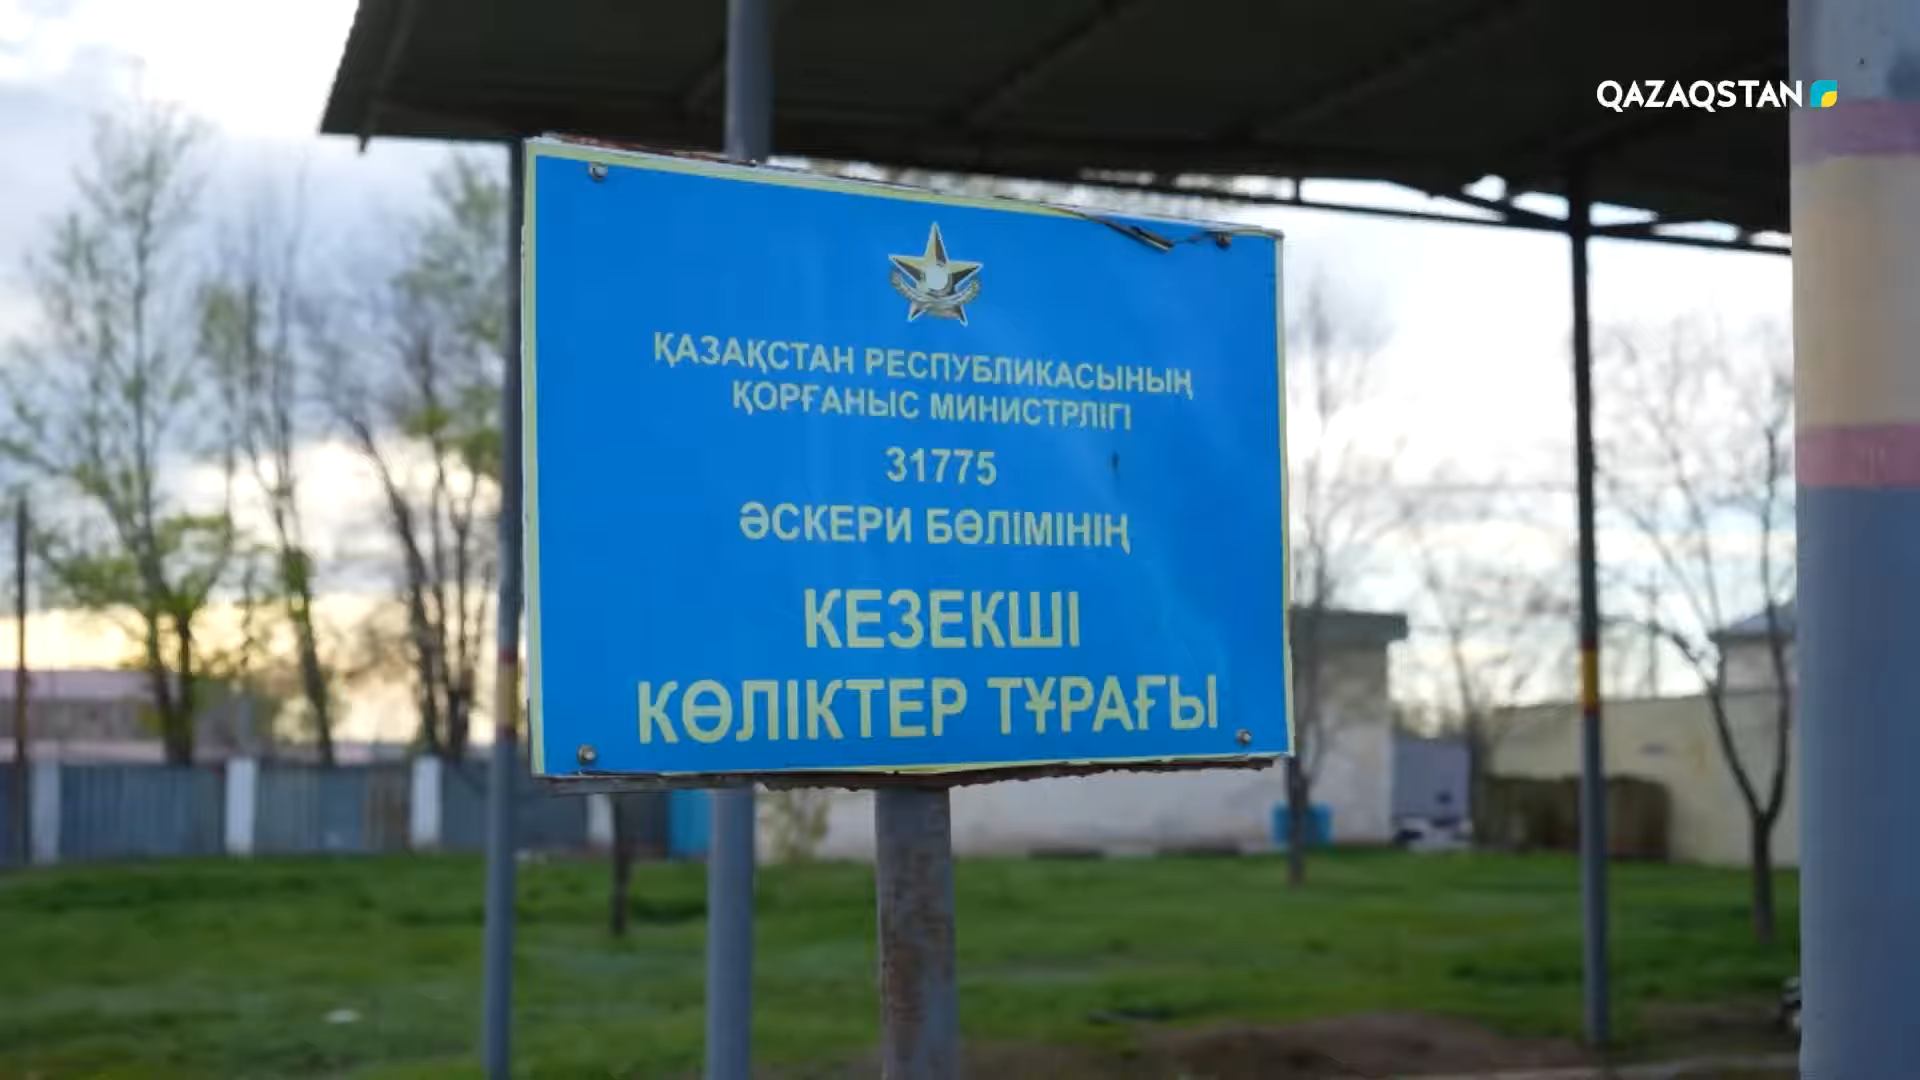 QAZAQSTAN
ҚАЗАҚСТАН РЕСПУБЛИКАСЫНЫҢ
ҚОРҒАНЫС МИНИСТРЛІГІ
31775
ӘСКЕРИ БӨЛІМІНІҢ
КЕЗЕКШІ
КӨЛІКТЕР ТҰРАҒЫ